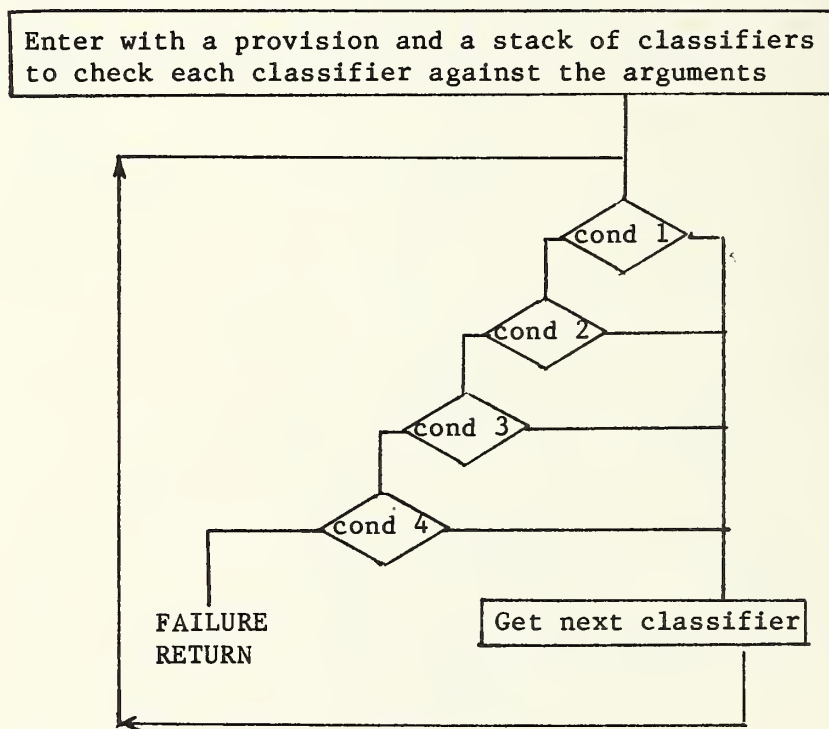 Enter with a provision and a stack of classifiers
to check each classifier against the arguments
cond 1
cond 2
cond 3
cond 4
FAILURE
RETURN
Get next classifier